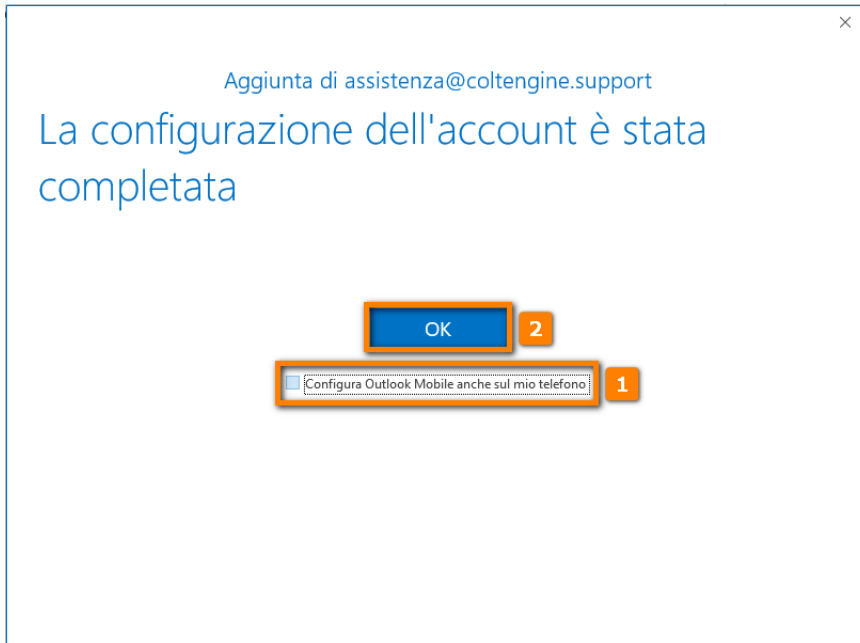 Aggiunta di assistenza@coltengine.support
La configurazione dell'account è stata
completata
OK
2
Configura Outlook Mobile anche sul mio telefono
1